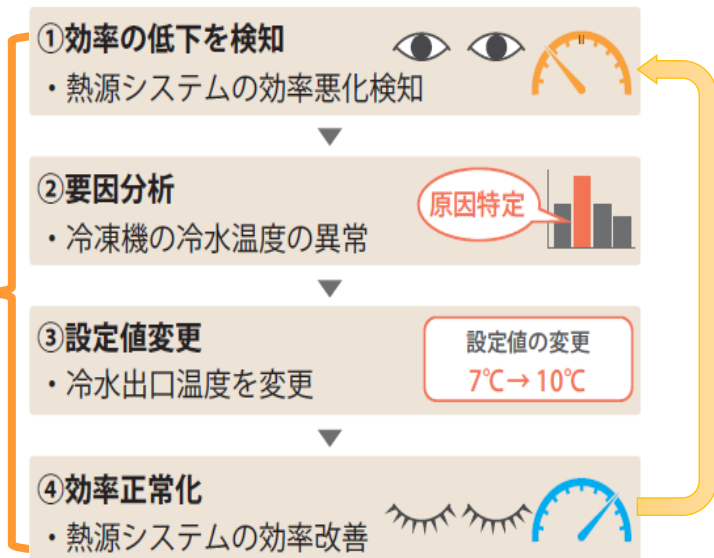 ①効率の低下を検知
・熱源システムの効率悪化検知
②要因分析
・冷凍機の冷水温度の異常
原因特定
③設定値変更
・冷水出口温度を変更
設定値の変更
7℃→10℃
④効率正常化
・熱源システムの効率改善